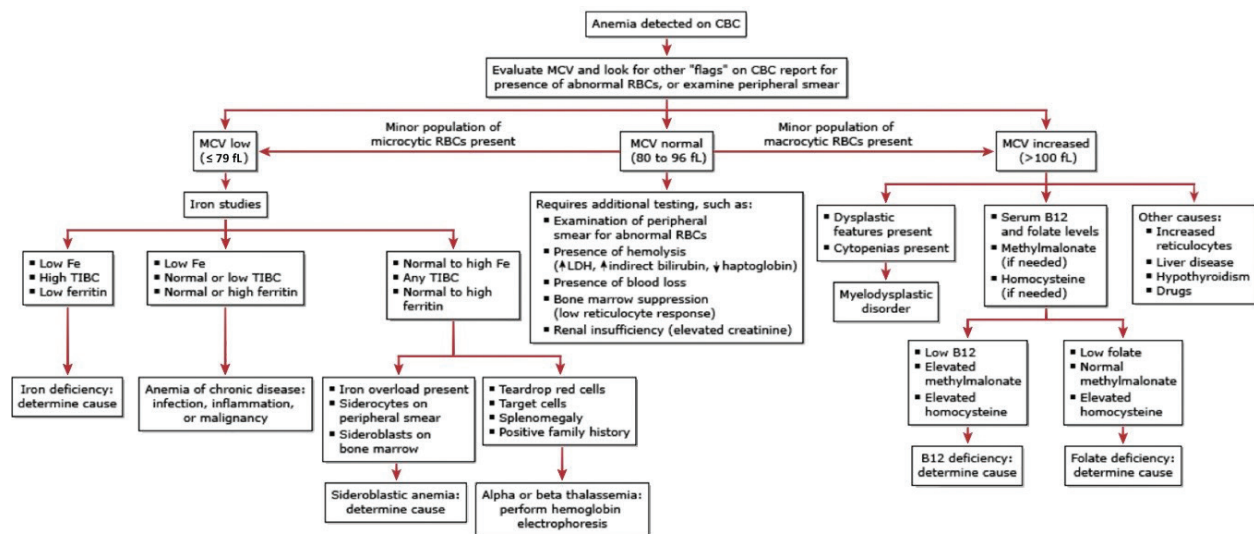 Anemia detected on CBC
Evaluate MCV and look for other "flags" on CBC report for
presence of abnormal RBCs, or examine peripheral smear
MCV low
(≤ 79 fL)
Minor population of
microcytic RBCs present
MCV normal
(80 to 96 fL)
Minor population of
macrocytic RBCs present
MCV increased
(>100 fL)
Iron studies
Requires additional testing, such as:
▪ Examination of peripheral
smear for abnormal RBCs
▪ Presence of hemolysis
(↑LDH, ↑indirect bilirubin, ↓haptoglobin)
▪ Presence of blood loss
▪ Bone marrow suppression
(low reticulocyte response)
▪ Renal insufficiency (elevated creatinine)
▪ Dysplastic
features present
▪ Cytopenias present
▪ Serum B12
and folate levels
▪ Methylmalonate
(if needed)
▪ Homocysteine
(if needed)
Other causes:
▪ Increased
reticulocytes
▪ Liver disease
▪ Hypothyroidism
▪ Drugs
▪ Low Fe
▪ High TIBC
▪ Low ferritin
▪ Low Fe
▪ Normal or low TIBC
▪ Normal or high ferritin
▪ Normal to high Fe
▪ Any TIBC
▪ Normal to high
ferritin
Myelodysplastic
disorder
Iron deficiency:
determine cause
Anemia of chronic disease:
infection, inflammation,
or malignancy
▪ Iron overload present
▪ Siderocytes on
peripheral smear
▪ Sideroblasts on
bone marrow
▪ Teardrop red cells
▪ Target cells
▪ Splenomegaly
▪ Positive family history
▪ Low B12
▪ Elevated
methylmalonate
▪ Elevated
homocysteine
▪ Low folate
▪ Normal
methylmalonate
▪ Elevated
homocysteine
Sideroblastic anemia:
determine cause
Alpha or beta thalassemia:
perform hemoglobin
electrophoresis
B12 deficiency:
determine cause
Folate deficiency:
determine cause